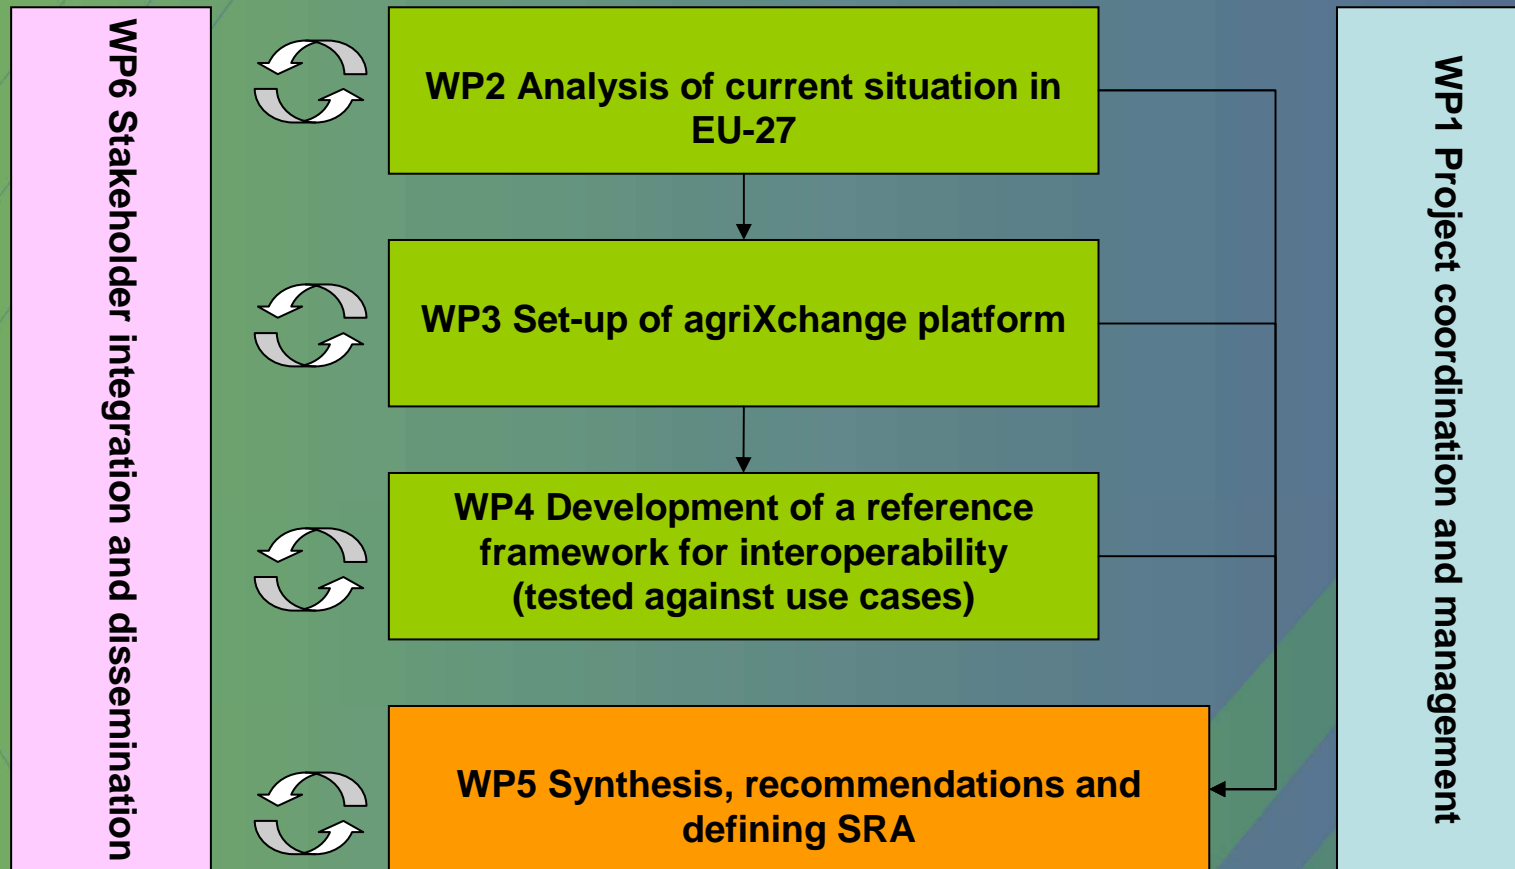 WP6 Stakeholder integration and dissemination
WP2 Analysis of current situation in
EU-27
WP3 Set-up of agriXchange platform
WP4 Development of a reference
framework for interoperability
(tested against use cases)
WP5 Synthesis, recommendations and
defining SRA
WP1 Project coordination and management